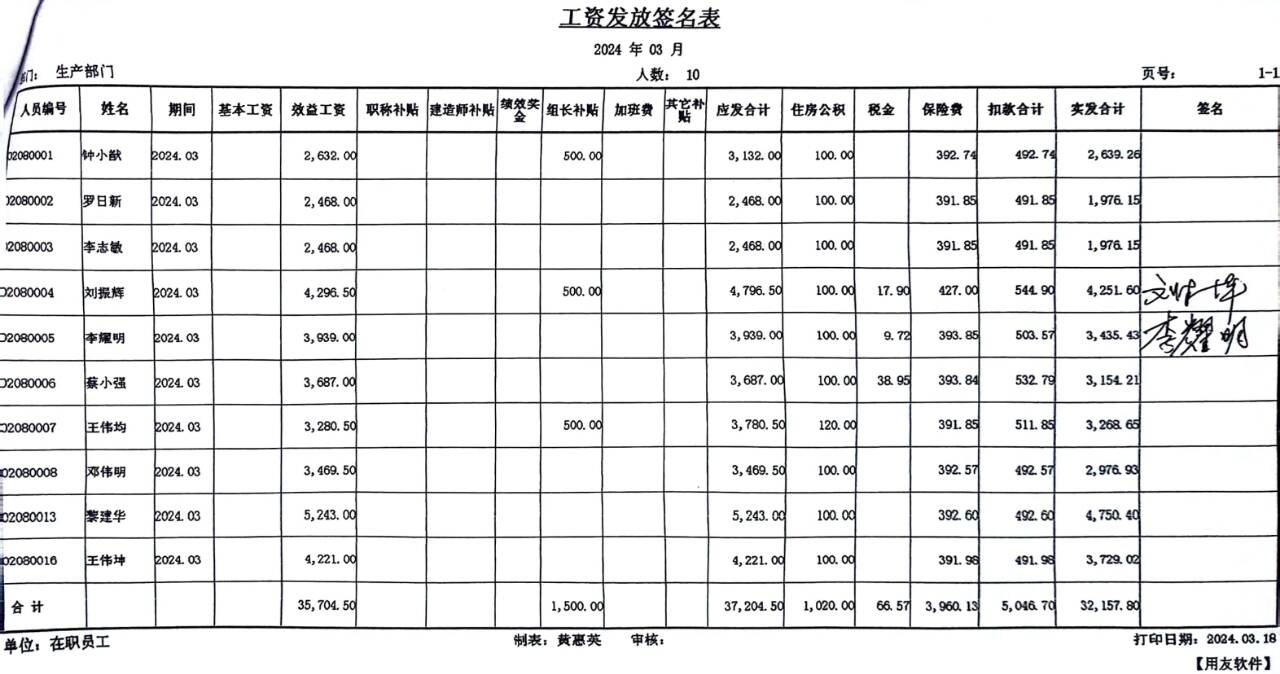 工资发放签名表
2024 年 03 月
门: 生产部门 人数: 10 页号: 1-1
人员编号 姓名 期间 基本工资 效益工资 职称补贴 建造师补贴 绩效奖金 组长补贴 加班费 其它补贴 应发合计 住房公积 税金 保险费 扣款合计 实发合计 签名
02080001 钟小猷 2024.03 2,632.00 500.00 3,132.00 100.00 392.74 492.74 2,639.26
02080002 罗日新 2024.03 2,468.00 2,468.00 100.00 391.85 491.85 1,976.15
02080003 李志敏 2024.03 2,468.00 2,468.00 100.00 391.85 491.85 1,976.15
02080004 刘振辉 2024.03 4,296.50 500.00 4,796.50 100.00 17.90 427.00 544.90 4,251.60
02080005 李耀明 2024.03 3,939.00 3,939.00 100.00 9.72 393.85 503.57 3,435.43 李耀明
02080006 蔡小强 2024.03 3,687.00 3,687.00 100.00 38.95 393.84 532.79 3,154.21
02080007 王伟均 2024.03 3,280.50 500.00 3,780.50 120.00 391.85 511.85 3,268.65
02080008 邓伟明 2024.03 3,469.50 3,469.50 100.00 392.57 492.57 2,976.93
02080013 黎建华 2024.03 5,243.00 5,243.00 100.00 392.60 492.60 4,750.40
02080016 王伟坤 2024.03 4,221.00 4,221.00 100.00 391.98 491.98 3,729.02
合计 35,704.50 1,500.00 37,204.50 1,020.00 66.57 3,960.13 5,046.70 32,157.80
单位: 在职员工 制表: 黄惠英 审核: 打印日期: 2024.03.18
【用友软件】